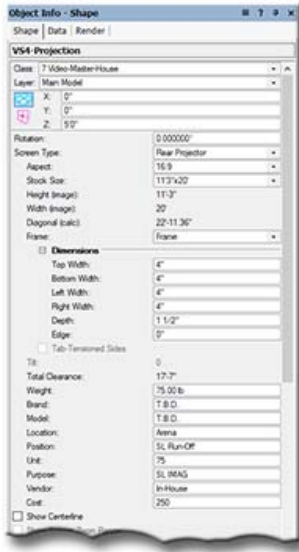 Object Info - Shape
Shape Data Render
VS4-Projection
Class: 7 Video-Master-House
Layer: Main Model
X: 0"
Y: 0"
Z: 5'0"
Rotation: 0.000000°
Screen Type: Rear Projector
Aspect: 16:9
Stock Size: 11'3"x20'
Height (image): 11'-3"
Width (image): 20'
Diagonal (calc): 22'-11.36"
Frame: Frame
Dimensions
Top Width: 4"
Bottom Width: 4"
Left Width: 4"
Right Width: 4"
Depth: 1 1/2"
Edge: 0"
Tab-Tensioned Sides
Tilt: 0
Total Clearance: 17'-7"
Weight: 75.00 lb
Brand: T.B.D.
Model: T.B.D.
Location: Arena
Position: SL Run-Off
Unit: 75
Purpose: SL IMAG
Vendor: In-House
Cost: 250
Show Centerline